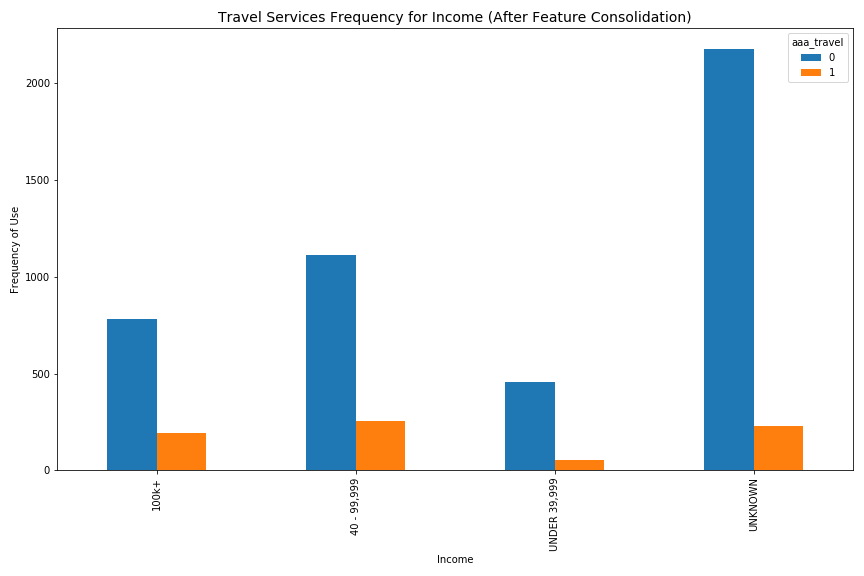 Travel Services Frequency for Income (After Feature Consolidation)
aaa_travel
0
1
Frequency of Use
2000
1500
1000
500
0
100k+
40 - 99,999
UNDER 39,999
UNKNOWN
Income